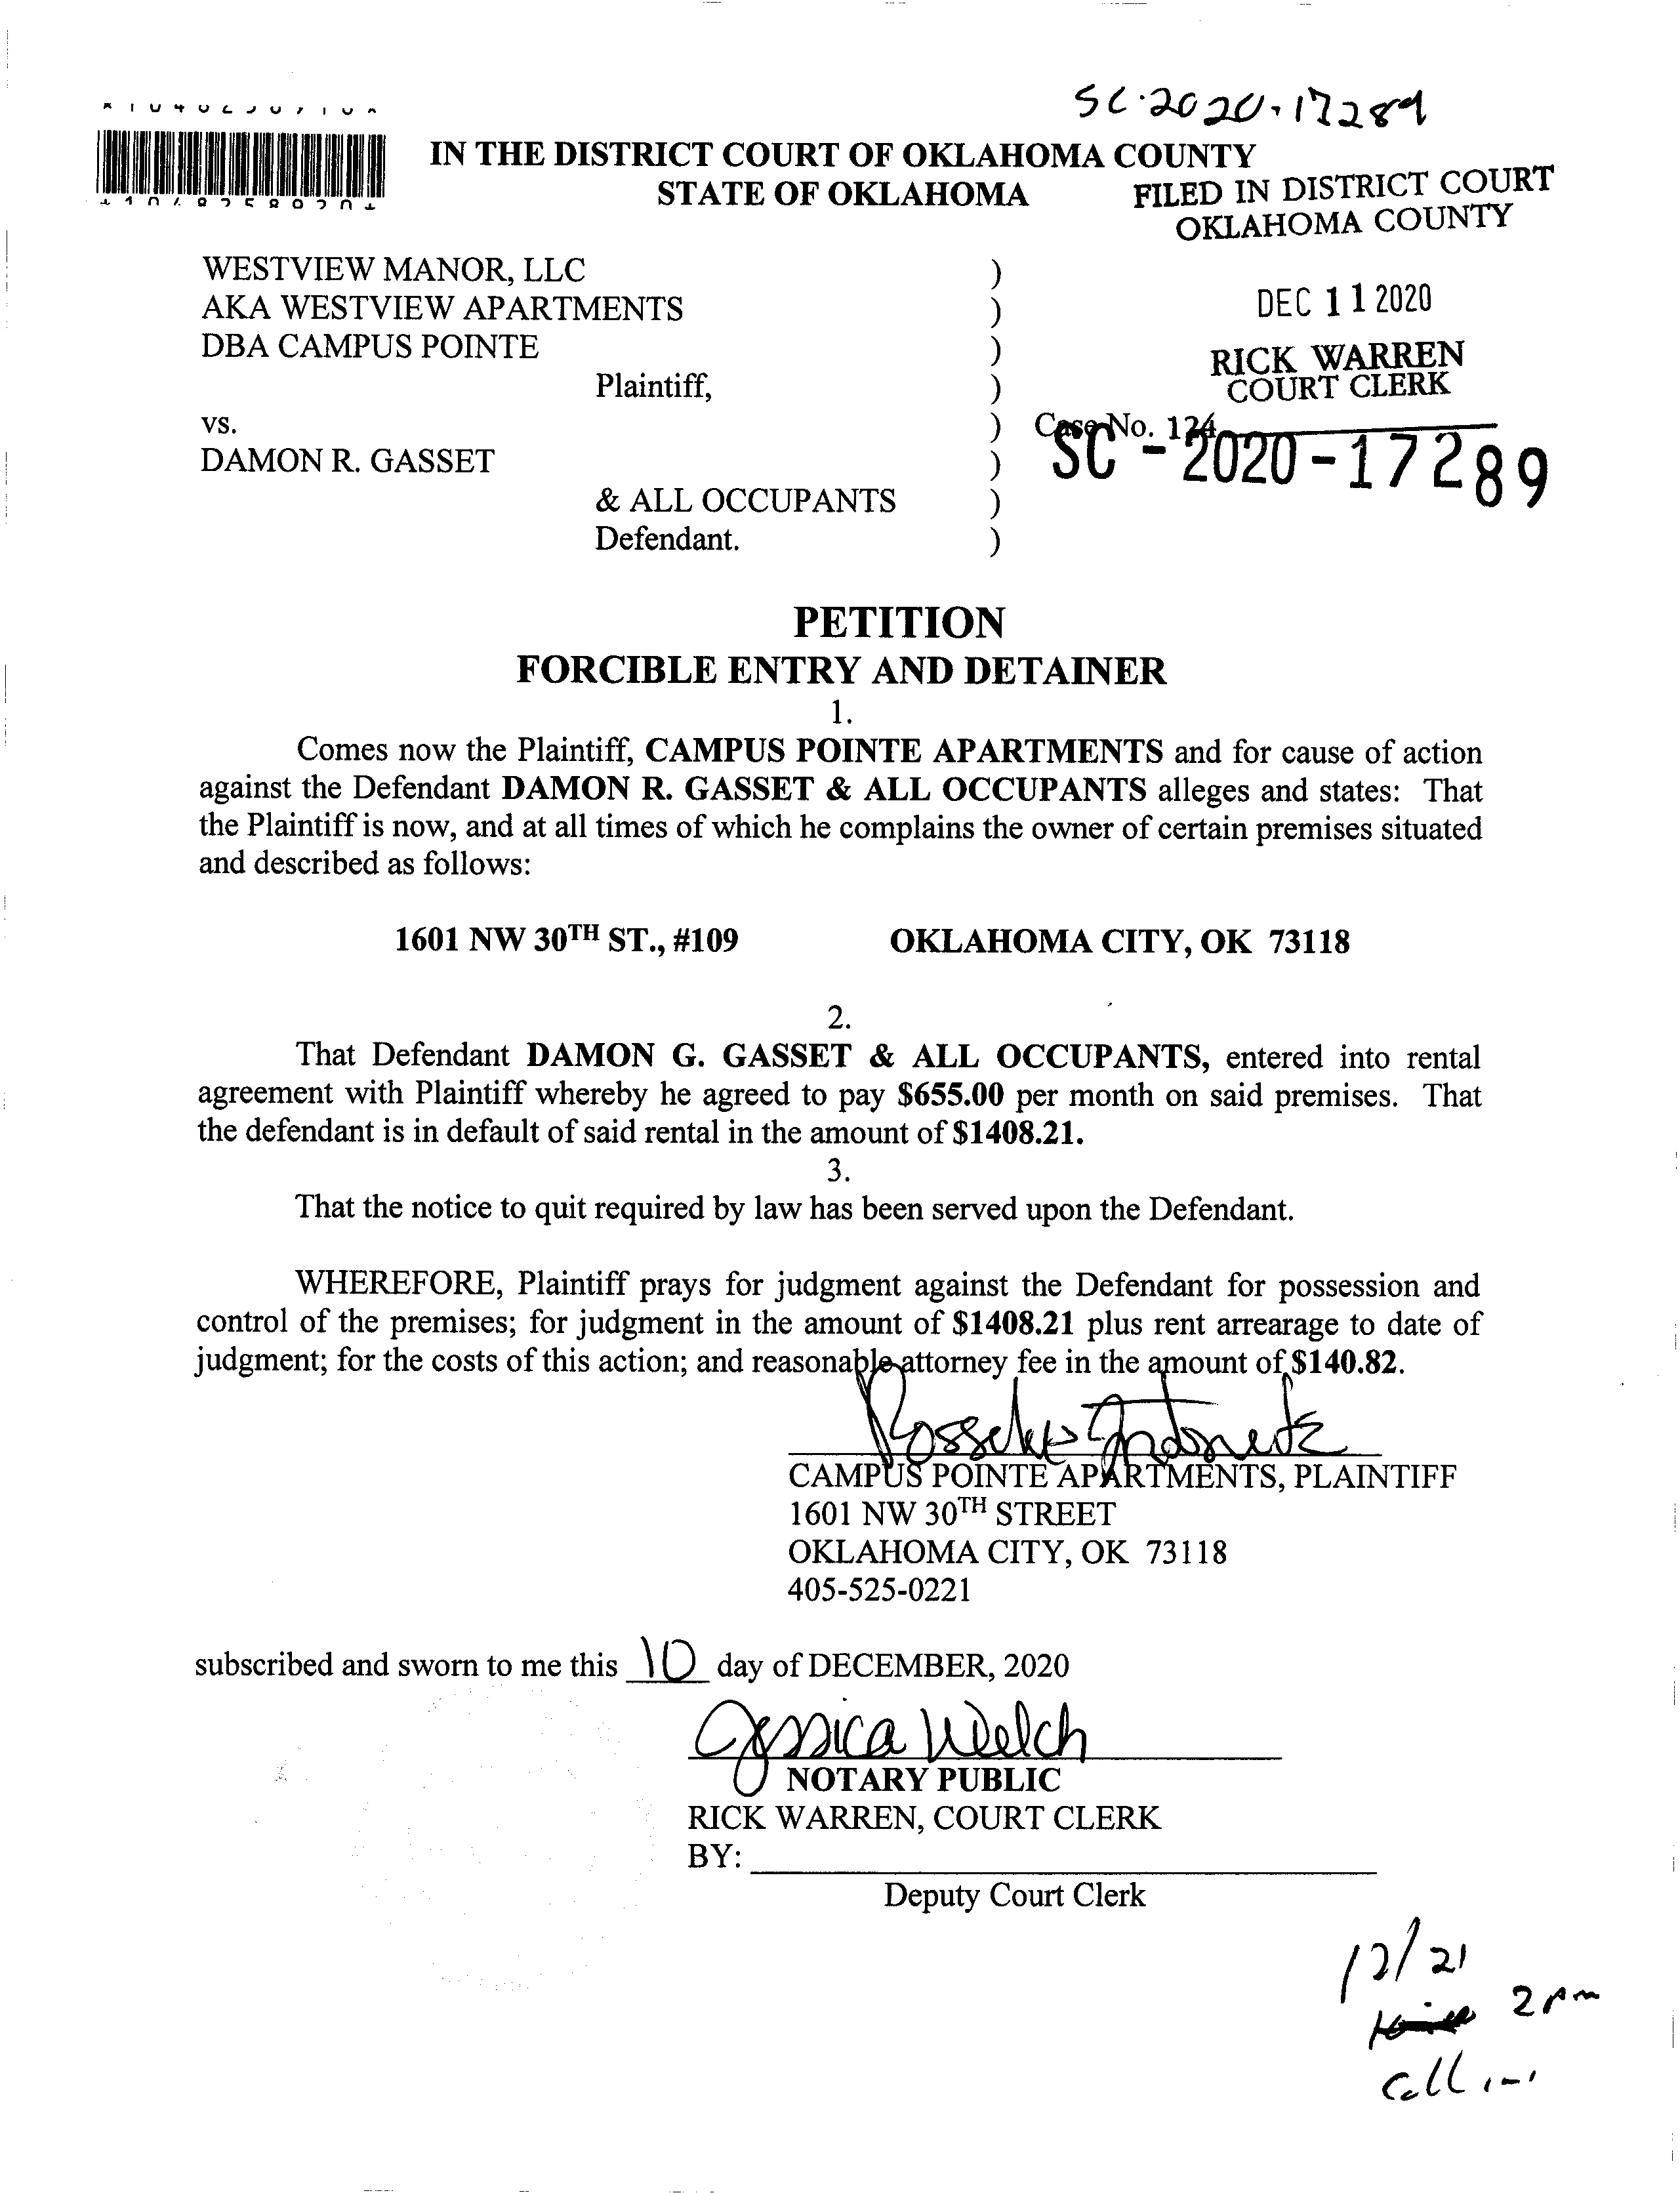 SC-2020-17289
IN THE DISTRICT COURT OF OKLAHOMA COUNTY
STATE OF OKLAHOMA
FILED IN DISTRICT COURT
OKLAHOMA COUNTY
DEC 11 2020
RICK WARREN
COURT CLERK
WESTVIEW MANOR, LLC )
AKA WESTVIEW APARTMENTS )
DBA CAMPUS POINTE )
Plaintiff, )
vs. ) Case No. 124
SC-2020-17289
DAMON R. GASSET )
& ALL OCCUPANTS )
Defendant. )
PETITION
FORCIBLE ENTRY AND DETAINER
1.
Comes now the Plaintiff, CAMPUS POINTE APARTMENTS and for cause of action
against the Defendant DAMON R. GASSET & ALL OCCUPANTS alleges and states: That
the Plaintiff is now, and at all times of which he complains the owner of certain premises situated
and described as follows:
1601 NW 30TH ST., #109 OKLAHOMA CITY, OK 73118
2.
That Defendant DAMON G. GASSET & ALL OCCUPANTS, entered into rental
agreement with Plaintiff whereby he agreed to pay $655.00 per month on said premises. That
the defendant is in default of said rental in the amount of $1408.21.
3.
That the notice to quit required by law has been served upon the Defendant.
WHEREFORE, Plaintiff prays for judgment against the Defendant for possession and
control of the premises; for judgment in the amount of $1408.21 plus rent arrearage to date of
judgment; for the costs of this action; and reasonable attorney fee in the amount of $140.82.
CAMPUS POINTE APARTMENTS, PLAINTIFF
1601 NW 30TH STREET
OKLAHOMA CITY, OK 73118
405-525-0221
subscribed and sworn to me this 10 day of DECEMBER, 2020
Jessica Welch
NOTARY PUBLIC
RICK WARREN, COURT CLERK
BY:
Deputy Court Clerk
12/21
2pm
Call in